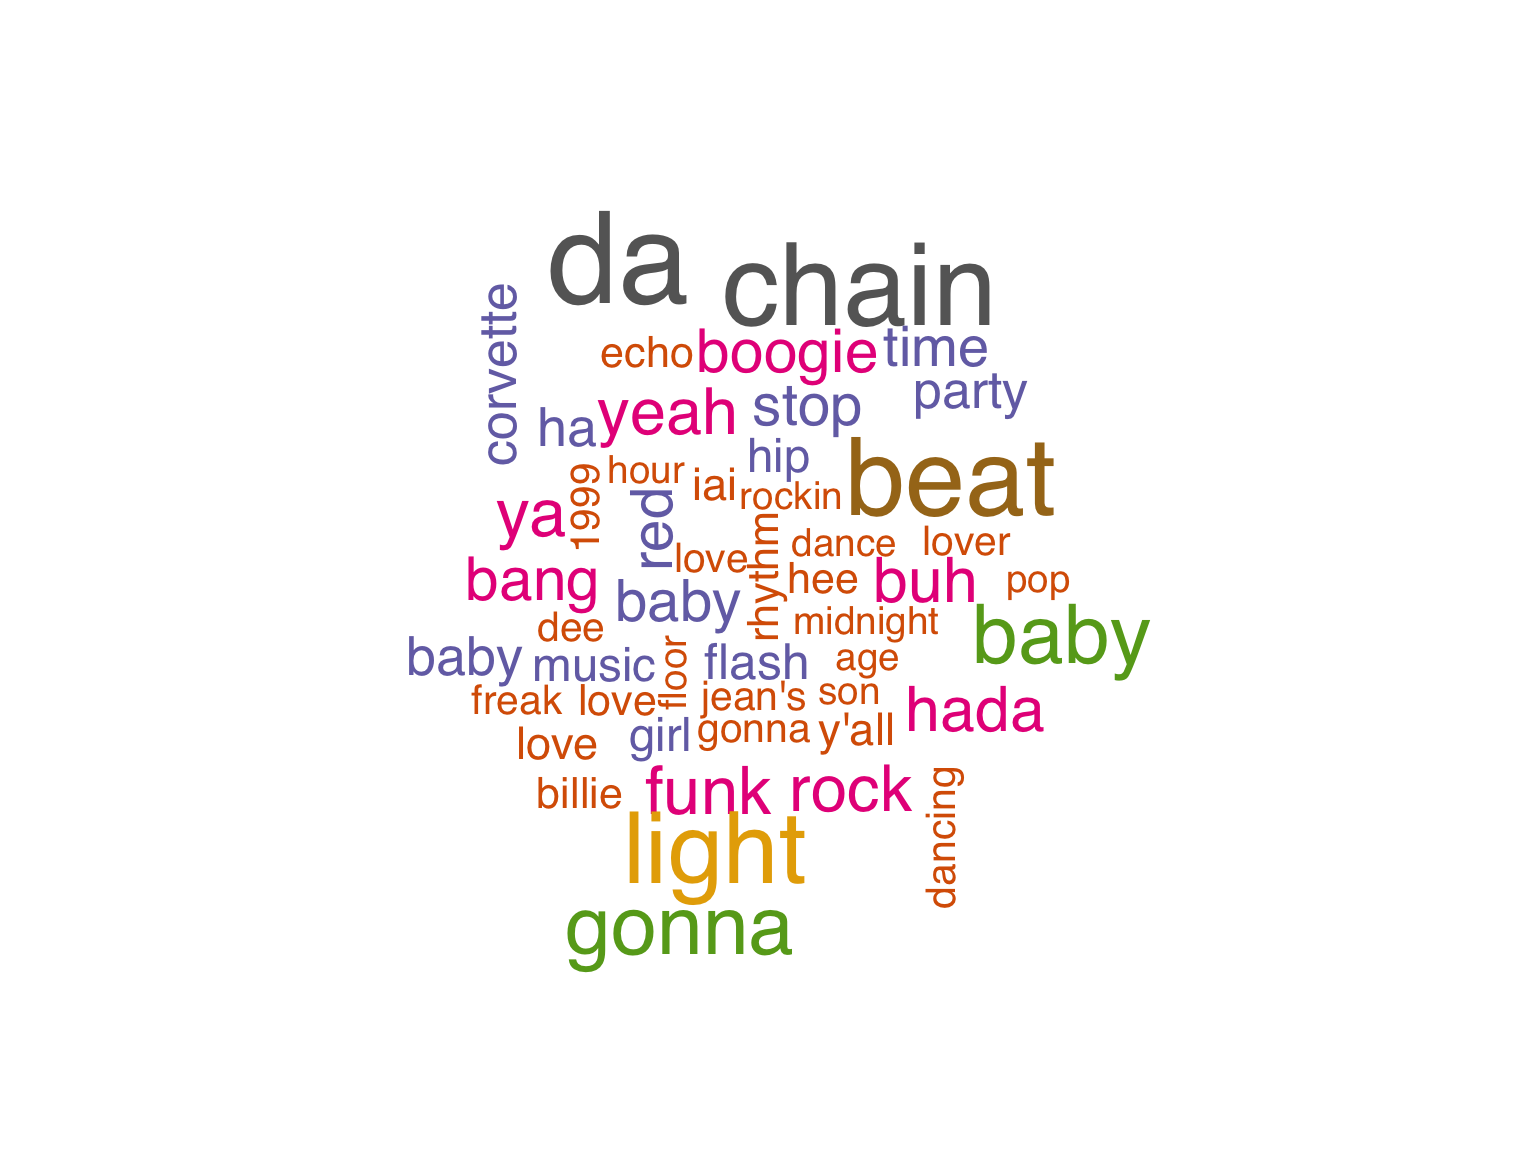 da
chain
corvette
echo
boogie
time
party
ha
yeah
stop
hip
beat
hour
1999
iai
rockin
red
ya
rhythm
love
dance
lover
bang
baby
hee
buh
pop
dee
midnight
baby
baby
music
floor
flash
age
freak
love
jean's
son
hada
love
girl
gonna
y'all
billie
funk
rock
dancing
light
gonna